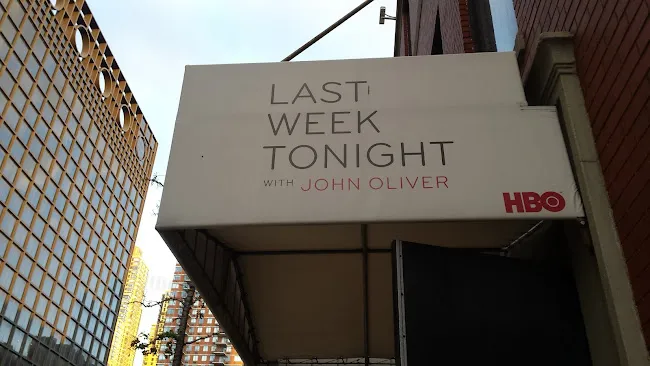 LAST
WEEK
TONIGHT
WITH JOHN OLIVER
HBO